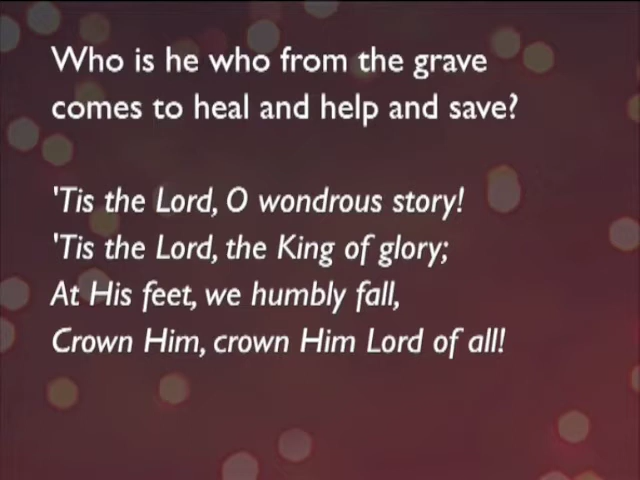 Who is he who from the grave
comes to heal and help and save?
'Tis the Lord, O wondrous story!
'Tis the Lord, the King of glory;
At His feet, we humbly fall,
Crown Him, crown Him Lord of all!